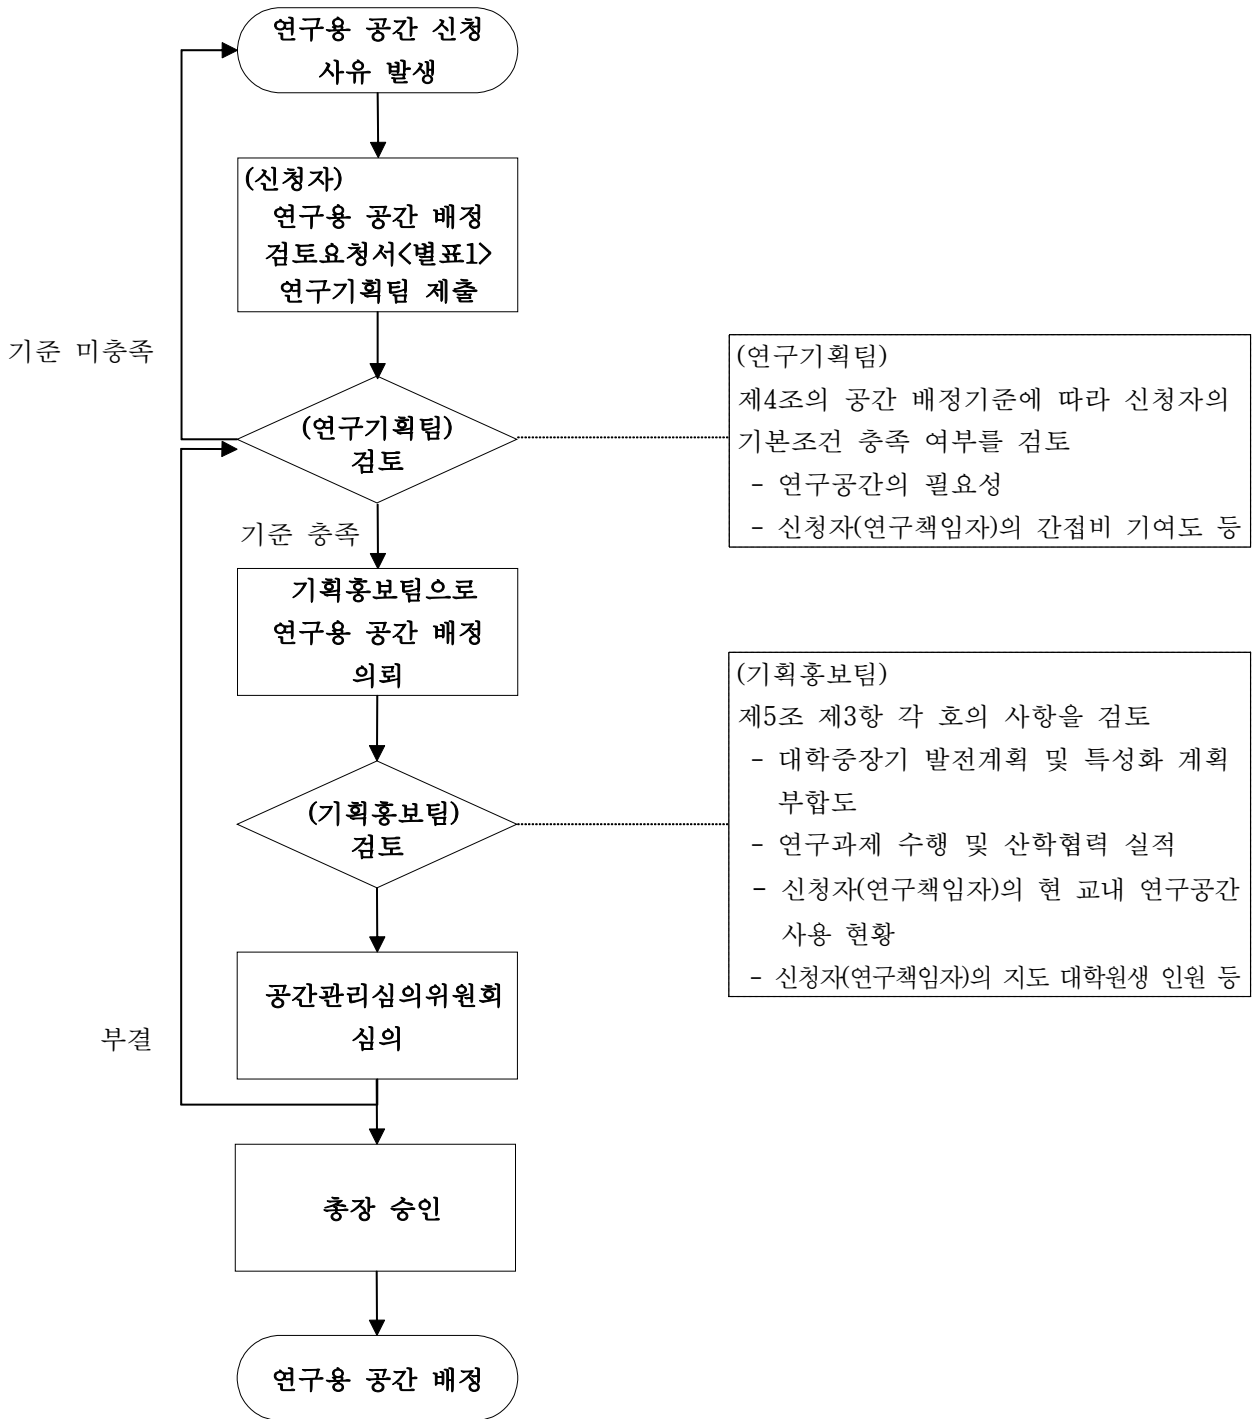 연구용 공간 신청
사유 발생
(신청자)
연구용 공간 배정
검토요청서<별표1>
연구기획팀 제출
기준 미충족
(연구기획팀)
검토
(연구기획팀)
제4조의 공간 배정기준에 따라 신청자의
기본조건 충족 여부를 검토
- 연구공간의 필요성
- 신청자(연구책임자)의 간접비 기여도 등
기준 충족
기획홍보팀으로
연구용 공간 배정
의뢰
(기획홍보팀)
검토
(기획홍보팀)
제5조 제3항 각 호의 사항을 검토
- 대학중장기 발전계획 및 특성화 계획
부합도
- 연구과제 수행 및 산학협력 실적
- 신청자(연구책임자)의 현 교내 연구공간
사용 현황
- 신청자(연구책임자)의 지도 대학원생 인원 등
공간관리심의위원회
심의
부결
총장 승인
연구용 공간 배정